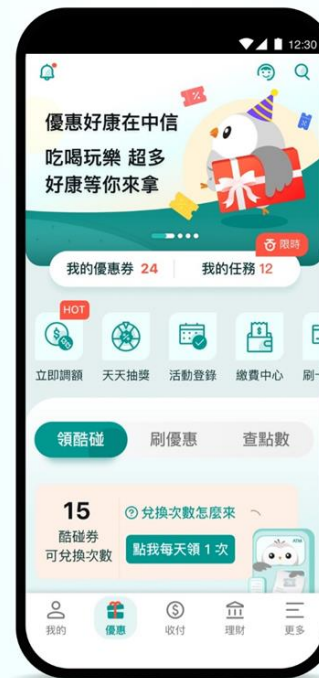 12:30
優惠好康在中信
吃喝玩樂 超多
好康等你來拿
限時
我的優惠券 24
我的任務 12
HOT
立即調額
天天抽獎
活動登錄
繳費中心
刷
領酷碰
刷優惠
查點數
15
酷碰券
可兌換次數
兌換次數怎麼來
點我每天領 1 次
ATM
我的
優惠
收付
理財
更多